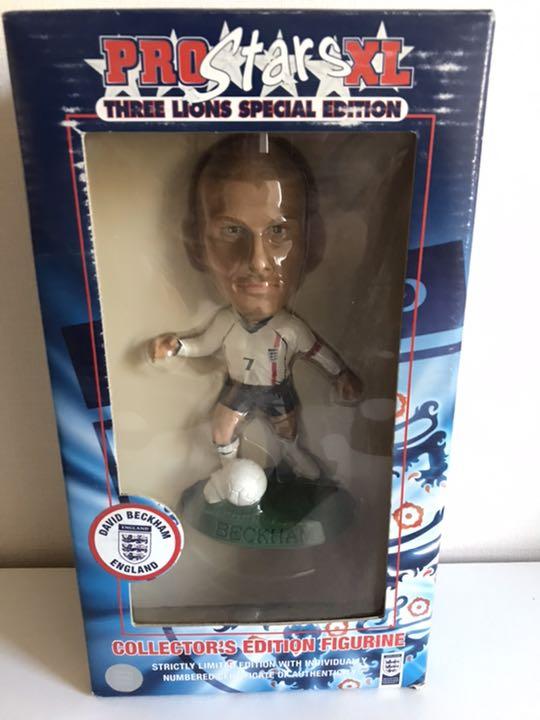 PRO Stars XL
THREE LIONS SPECIAL EDITION
7
BECKHAM
DAVID BECKHAM
ENGLAND
ENGLAND
COLLECTOR'S EDITION FIGURINE
STRICTLY LIMITED EDITION WITH INDIVIDUALLY
NUMBERED CERTIFICATE OF AUTHENTICITY